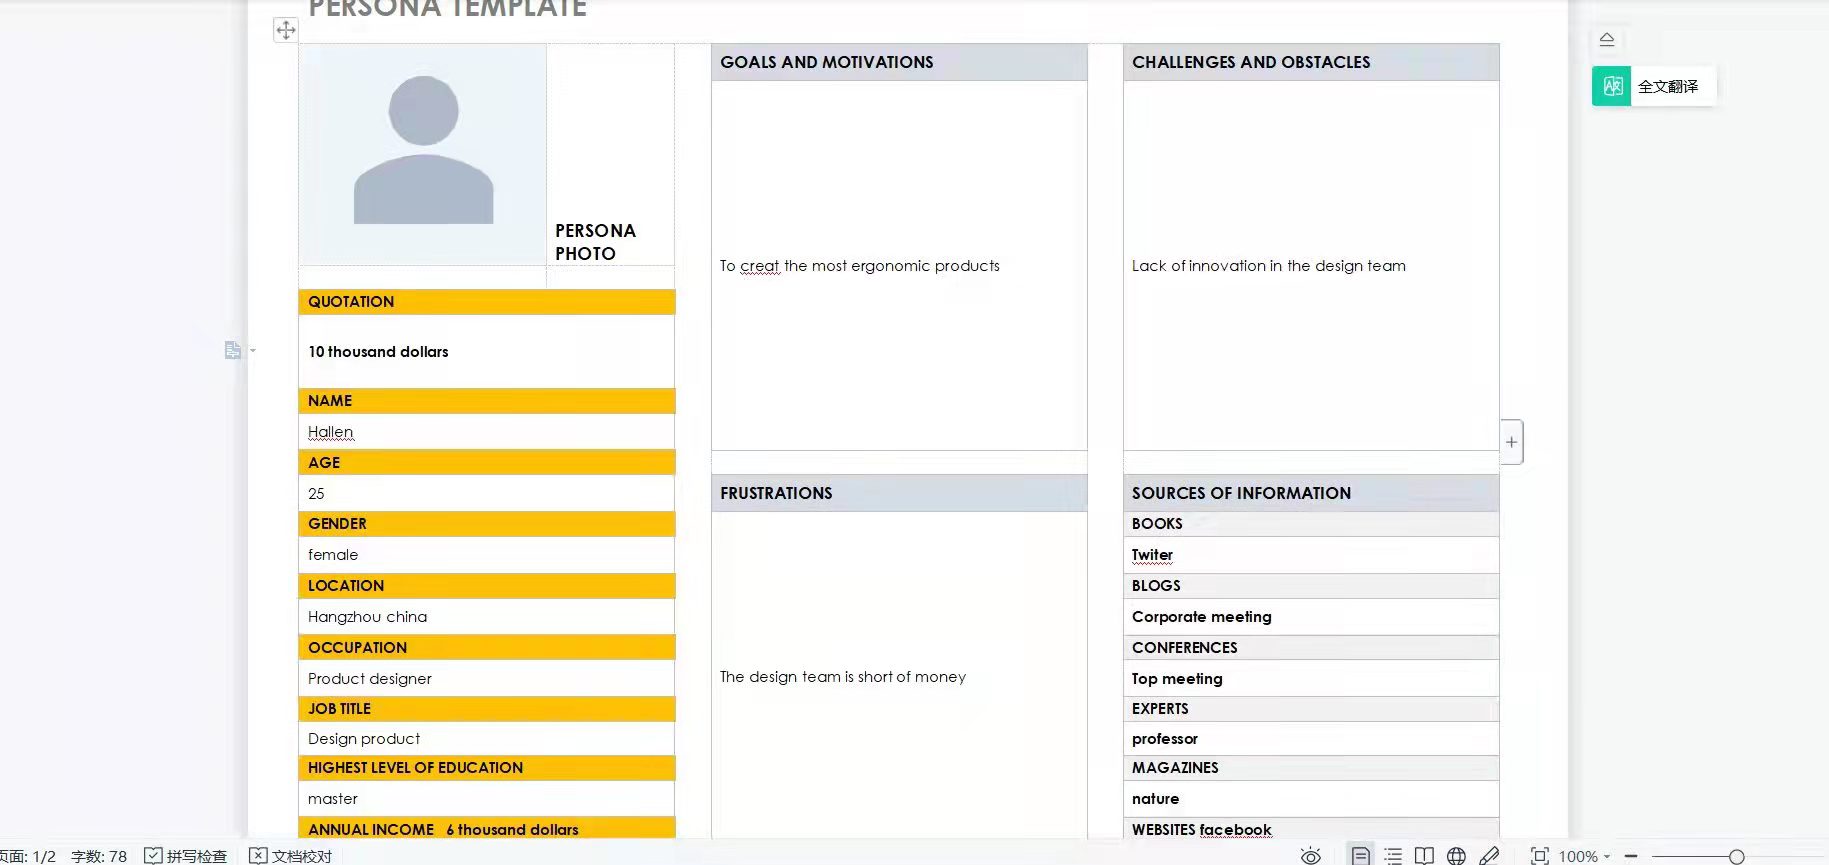 PERSONA TEMPLATE
PERSONA
PHOTO
QUOTATION
10 thousand dollars
NAME
Hallen
AGE
25
GENDER
female
LOCATION
Hangzhou china
OCCUPATION
Product designer
JOB TITLE
Design product
HIGHEST LEVEL OF EDUCATION
master
ANNUAL INCOME 6 thousand dollars
GOALS AND MOTIVATIONS
To creat the most ergonomic products
FRUSTRATIONS
The design team is short of money
CHALLENGES AND OBSTACLES
Lack of innovation in the design team
SOURCES OF INFORMATION
BOOKS
Twiter
BLOGS
Corporate meeting
CONFERENCES
Top meeting
EXPERTS
professor
MAGAZINES
nature
WEBSITES facebook
全文翻译
页面: 1/2 字数: 78 拼写检查 文档校对 100%